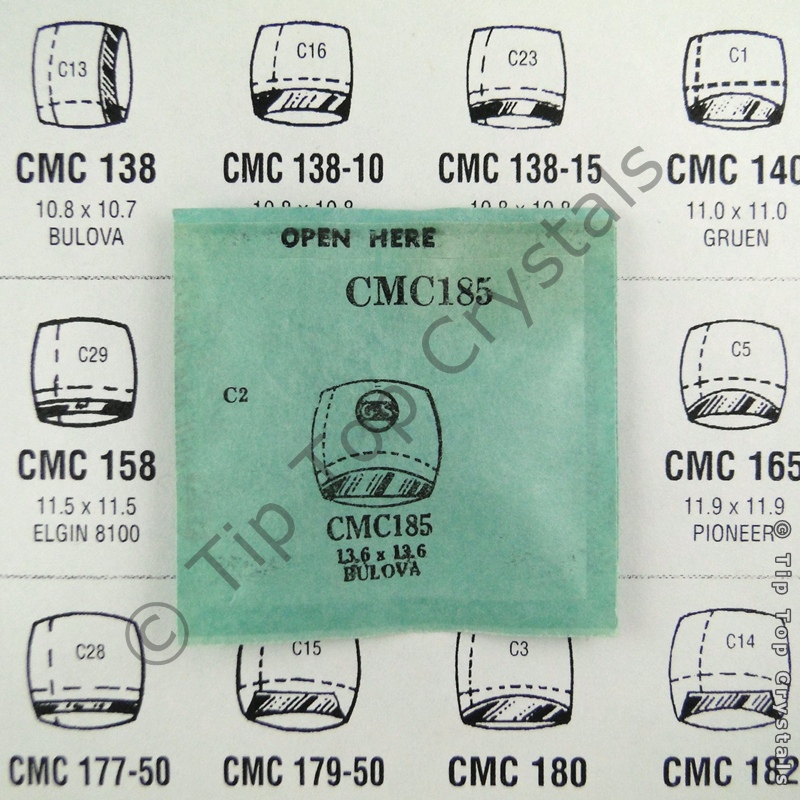 C13
C16
C23
C1
CMC 138
CMC 138-10
CMC 138-15
CMC 140
10.8 x 10.7
11.0 x 11.0
BULOVA
GRUEN
OPEN HERE
CMC185
C2
GS
CMC185
13.6 x 13.6
BULOVA
C29
C5
CMC 158
CMC 165
11.5 x 11.5
11.9 x 11.9
ELGIN 8100
PIONEER
C28
C15
C3
C14
CMC 177-50
CMC 179-50
CMC 180
CMC 182
© Tip Top Crystals
© Tip Top Crystals